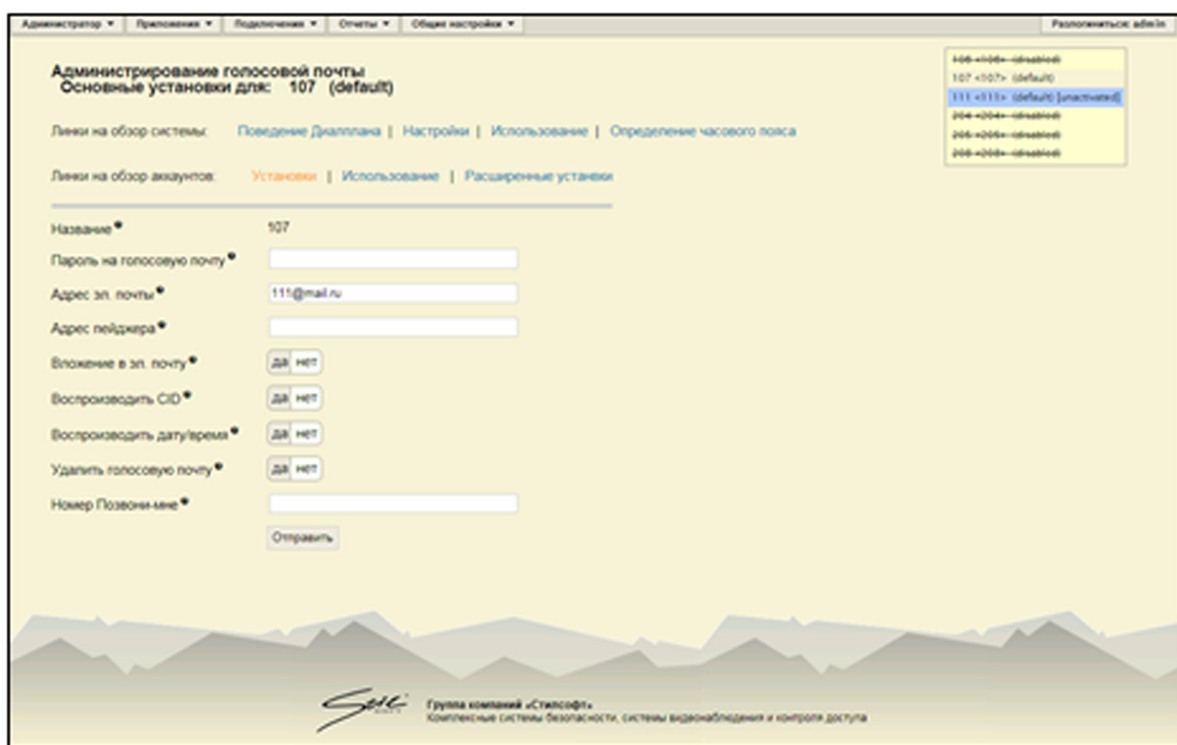 Администратор ▼ Приложения ▼ Подключения ▼ Отчеты ▼ Общие настройки ▼ Разлогиниться: admin
Администрирование голосовой почты
Основные установки для: 107 (default)
106 <106> (disabled)
107 <107> (default)
111 <111> (default) [unactivated]
204 <204> (disabled)
205 <205> (disabled)
208 <208> (disabled)
Линки на обзор системы: Поведение Диалплана | Настройки | Использование | Определение часового пояса
Линки на обзор аккаунтов: Установки | Использование | Расширенные устанвки
Название 107
Пароль на голосовую почту
Адрес эл. почты 111@mail.ru
Адрес пейджера
Вложение в эл. почту да нет
Воспроизводить CID да нет
Воспроизводить дату/время да нет
Удалить голосовую почту да нет
Номер Позвони-мне
Отправить
Группа компаний «Стилсофт»
Комплексные системы безопасности, системы видеонаблюдения и контроля доступа